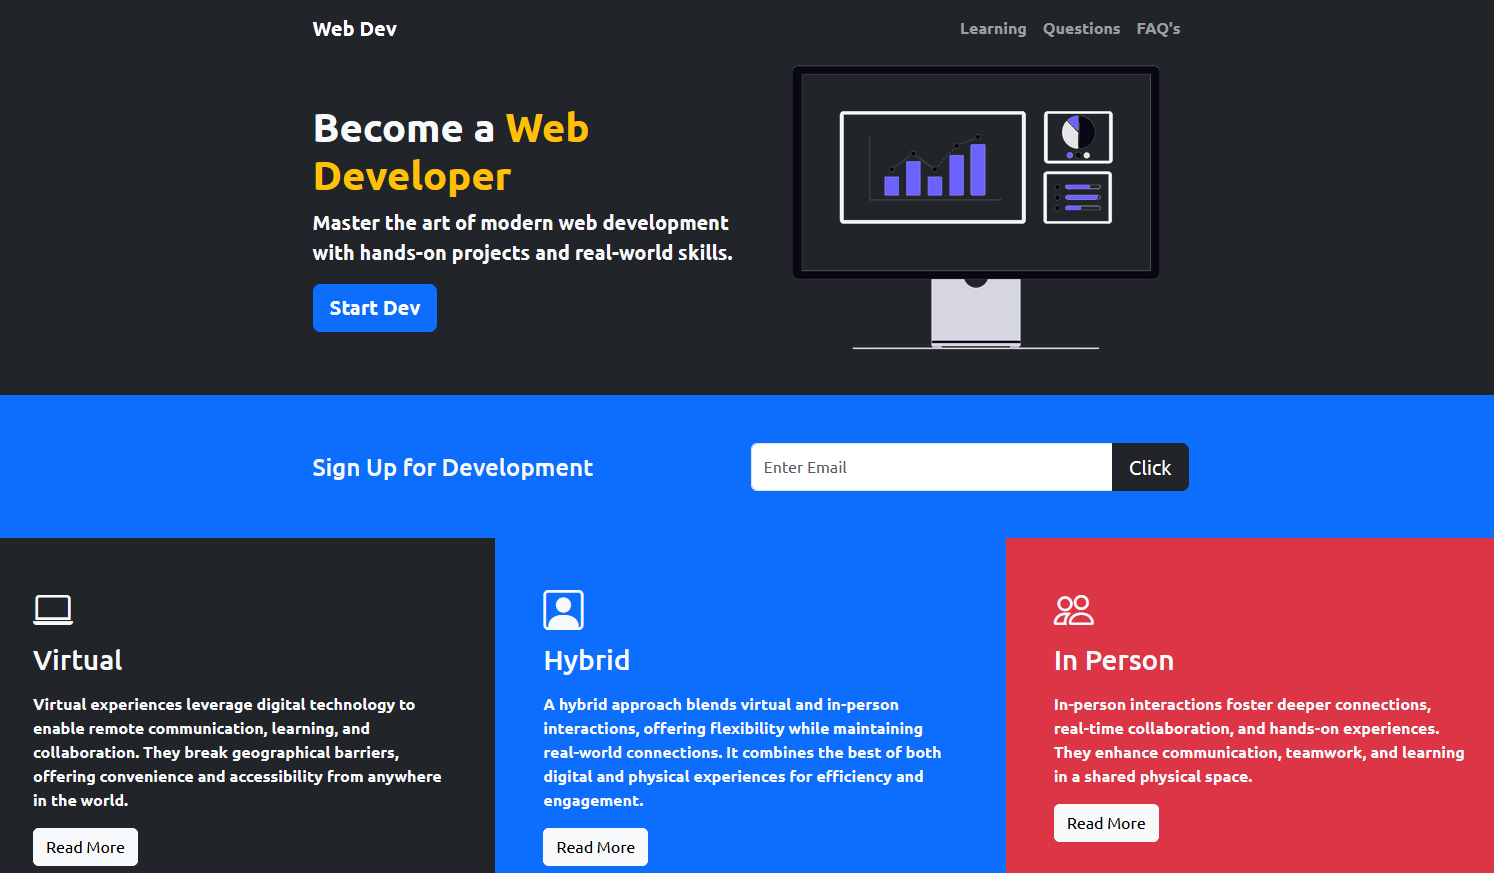 Web Dev
Learning Questions FAQ's
Become a Web
Developer
Master the art of modern web development
with hands-on projects and real-world skills.
Start Dev
Sign Up for Development
Enter Email
Click
Virtual
Virtual experiences leverage digital technology to
enable remote communication, learning, and
collaboration. They break geographical barriers,
offering convenience and accessibility from anywhere
in the world.
Read More
Hybrid
A hybrid approach blends virtual and in-person
interactions, offering flexibility while maintaining
real-world connections. It combines the best of both
digital and physical experiences for efficiency and
engagement.
Read More
In Person
In-person interactions foster deeper connections,
real-time collaboration, and hands-on experiences.
They enhance communication, teamwork, and learning
in a shared physical space.
Read More